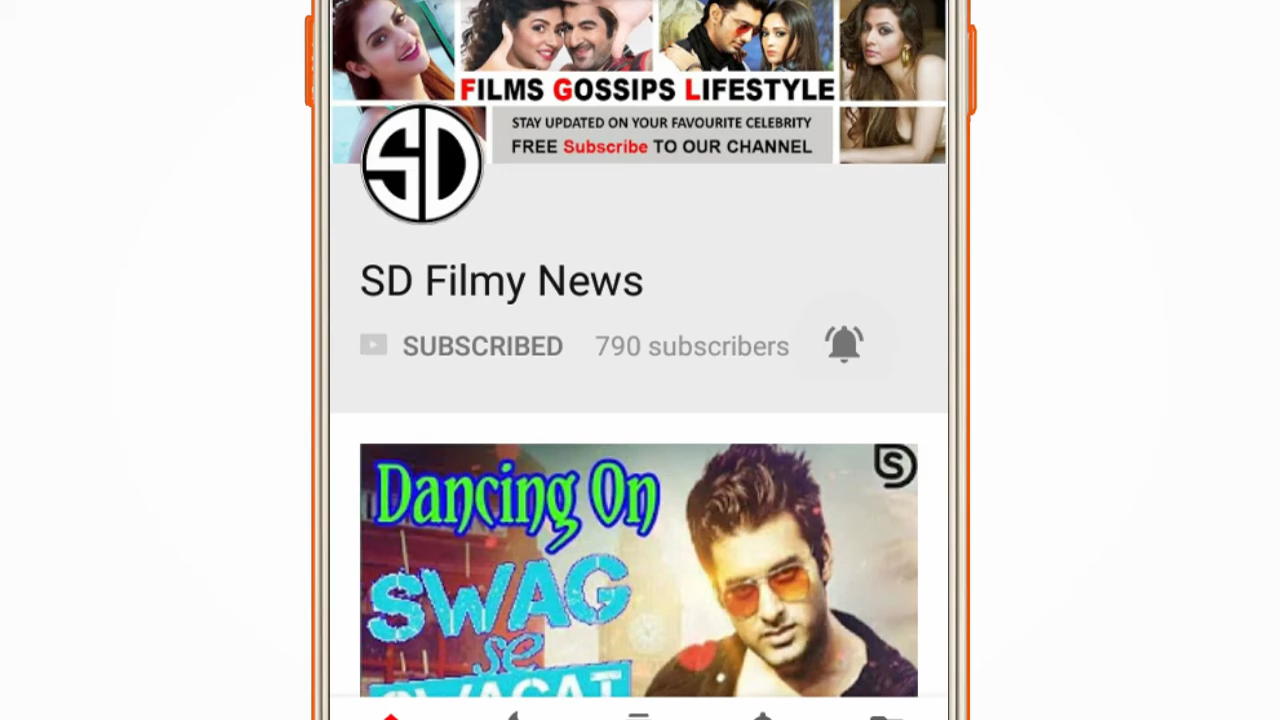 FILMS GOSSIPS LIFESTYLE
STAY UPDATED ON YOUR FAVOURITE CELEBRITY
FREE Subscribe TO OUR CHANNEL
SD
SD Filmy News
SUBSCRIBED 790 subscribers
S
Dancing On
SWAG
se
SWAGAT